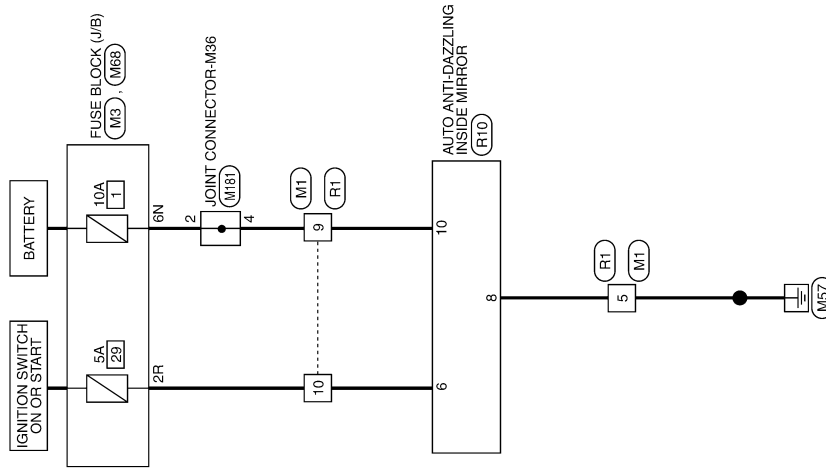 IGNITION SWITCH
ON OR START
BATTERY
FUSE BLOCK (J/B)
M3 , M68
5A
29
10A
1
2R
6N
JOINT CONNECTOR-M36
M181
2
4
M1
R1
10
9
AUTO ANTI-DAZZLING
INSIDE MIRROR
R10
6
10
8
R1
M1
5
M57